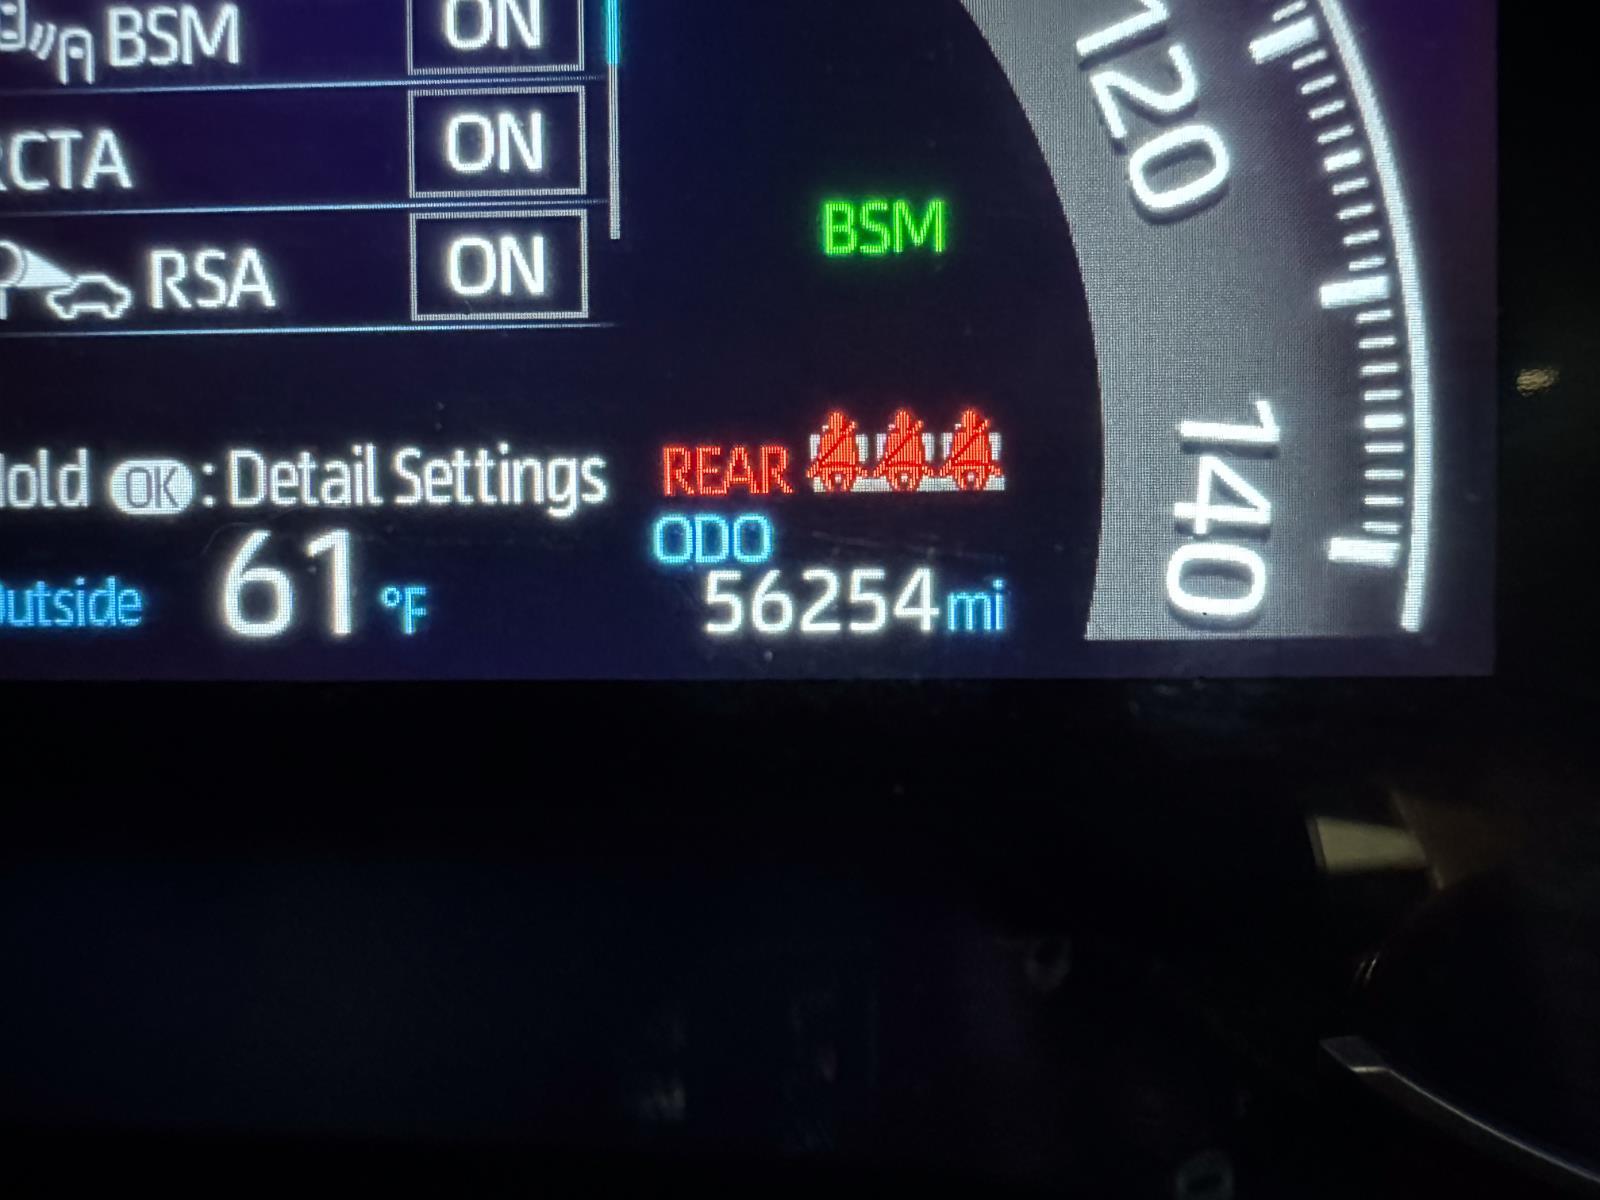 BSM ON
RCTA ON
RSA ON
BSM
120
140
Hold OK : Detail Settings
REAR
ODO
Outside 61 °F
56254 mi